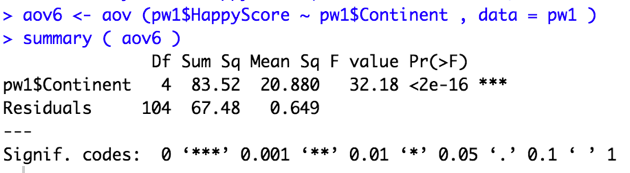 > aov6 <- aov (pw1$HappyScore ~ pw1$Continent , data = pw1 )
> summary ( aov6 )
Df Sum Sq Mean Sq F value Pr(>F)
pw1$Continent 4 83.52 20.880 32.18 <2e-16 ***
Residuals 104 67.48 0.649
---
Signif. codes: 0 ‘***’ 0.001 ‘**’ 0.01 ‘*’ 0.05 ‘.’ 0.1 ‘ ’ 1